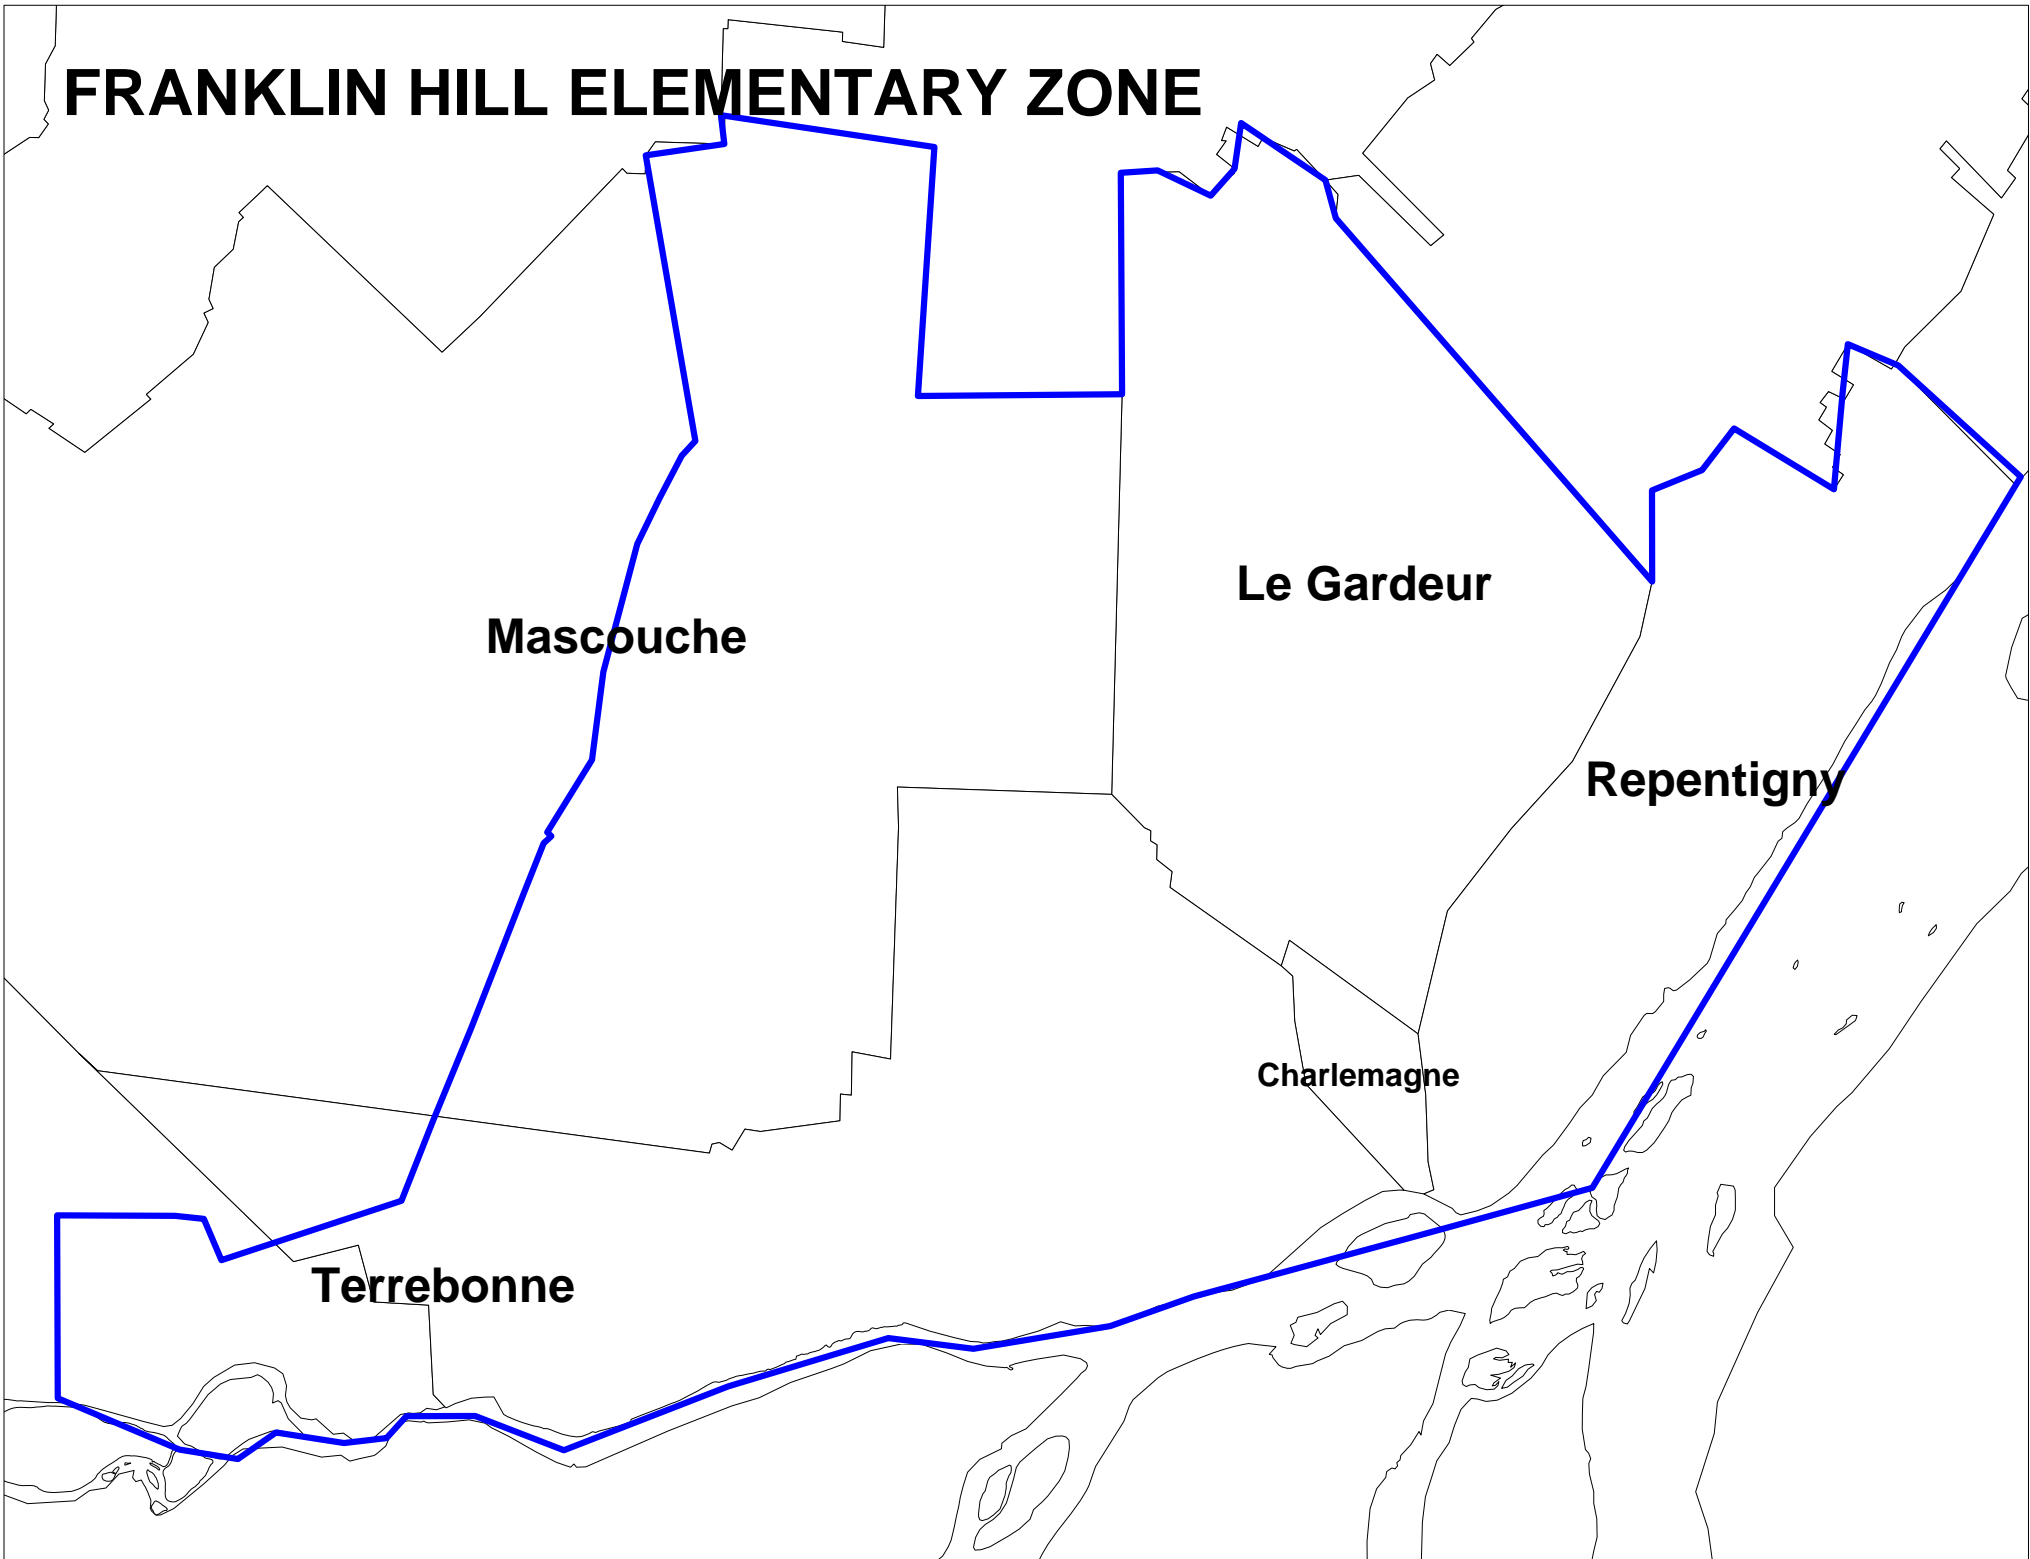 FRANKLIN HILL ELEMENTARY ZONE
Le Gardeur
Mascouche
Repentigny
Charlemagne
Terrebonne